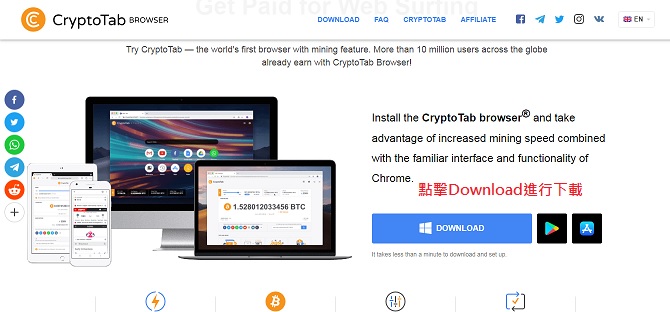 Get Paid for Web Surfing
CryptoTab BROWSER
DOWNLOAD FAQ CRYPTOTAB AFFILIATE
EN
Try CryptoTab — the world's first browser with mining feature. More than 10 million users across the globe
already earn with CryptoTab Browser!
Install the CryptoTab browser® and take
advantage of increased mining speed combined
with the familiar interface and functionality of
Chrome.
點擊Download進行下載
1.528012033456 BTC
DOWNLOAD
It takes less than a minute to download and set up.